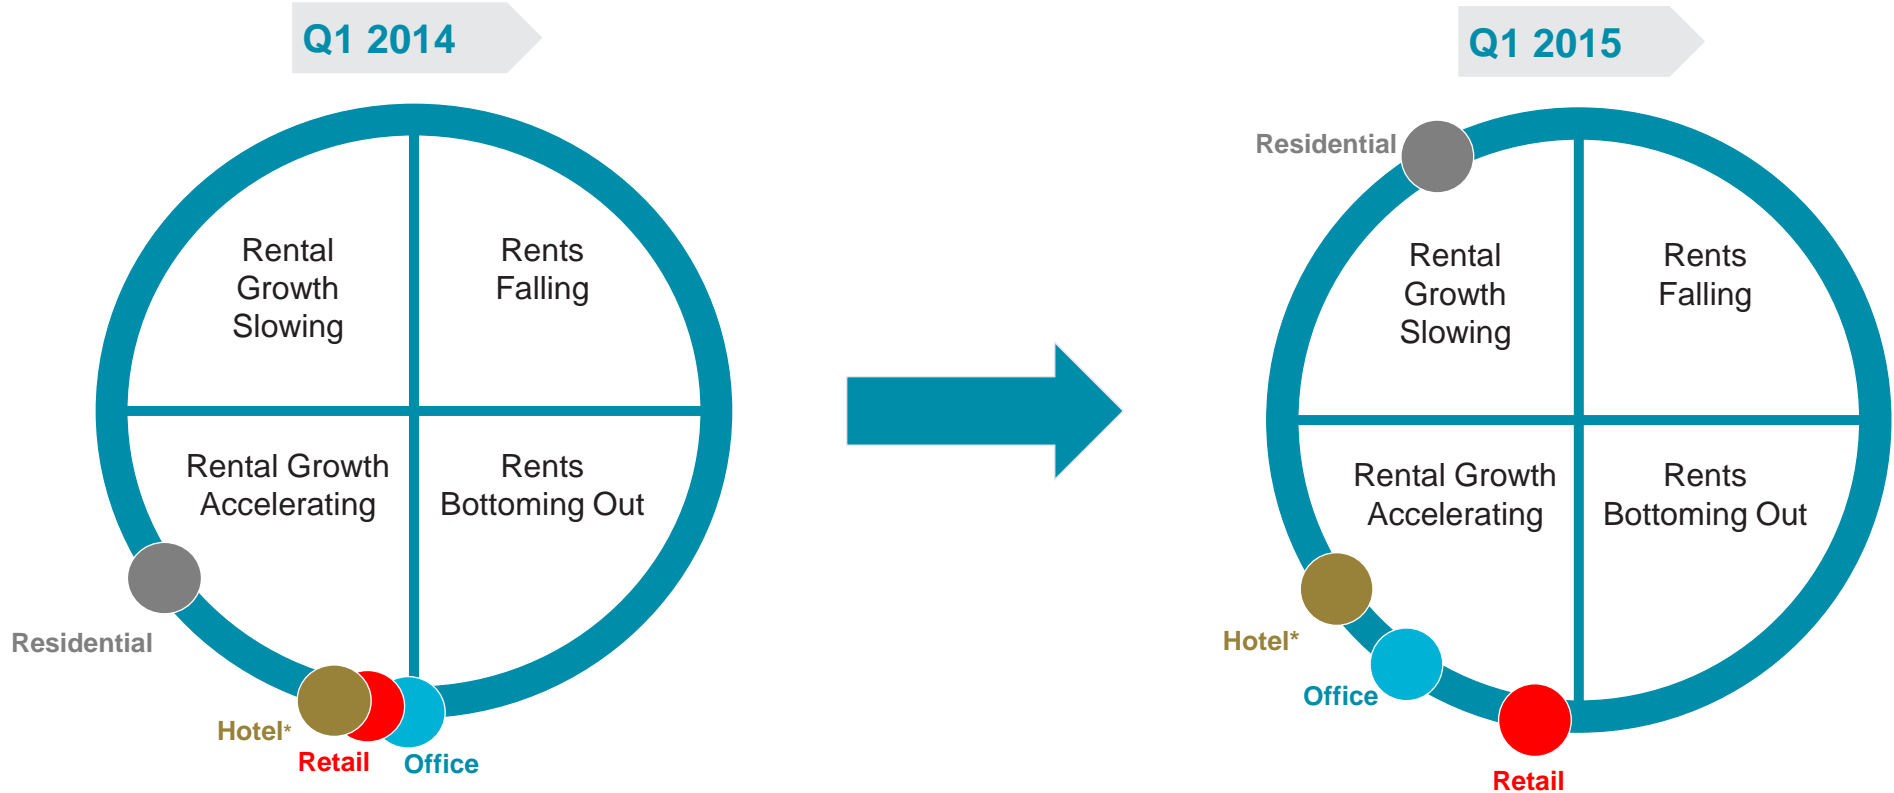 Q1 2014
Rental
Growth
Slowing
Rents
Falling
Rental Growth
Accelerating
Rents
Bottoming Out
Residential
Hotel*
Retail
Office
Q1 2015
Residential
Rental
Growth
Slowing
Rents
Falling
Rental Growth
Accelerating
Rents
Bottoming Out
Hotel*
Office
Retail